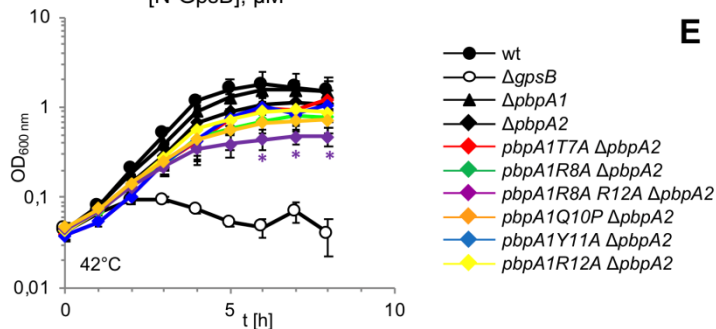 [N-GpsB], µM
E
10
1
0,1
0,01
OD600 nm
42°C
* * *
0
5
10
t [h]
wt
ΔgpsB
ΔpbpA1
ΔpbpA2
pbpA1T7A ΔpbpA2
pbpA1R8A ΔpbpA2
pbpA1R8A R12A ΔpbpA2
pbpA1Q10P ΔpbpA2
pbpA1Y11A ΔpbpA2
pbpA1R12A ΔpbpA2